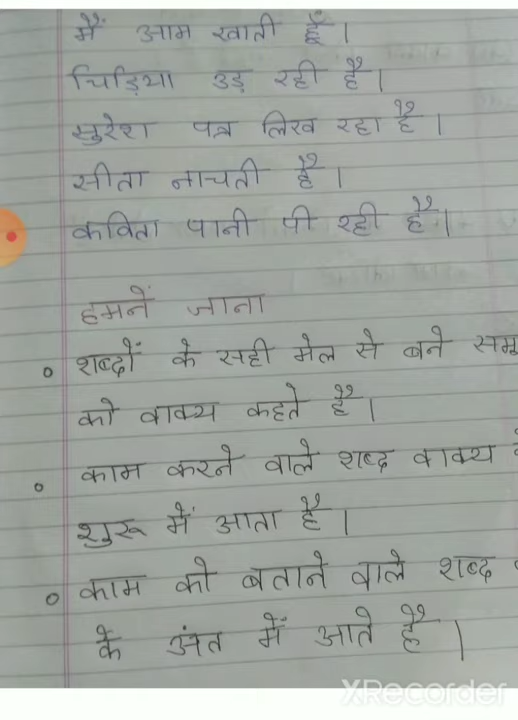 मैं आम खाती हूँ।
चिड़िया उड़ रही है।
सुरेश पत्र लिख रहा है।
सीता नाचती है।
कविता पानी पी रही है।
हमनें जाना
शब्दों के सही मेल से बने
को वाक्य कहते है।
काम करने वाले शब्द वाक्य
शुरू में आता है।
काम को बताने वाले शब्द
के अंत में आते है।
XRecorder